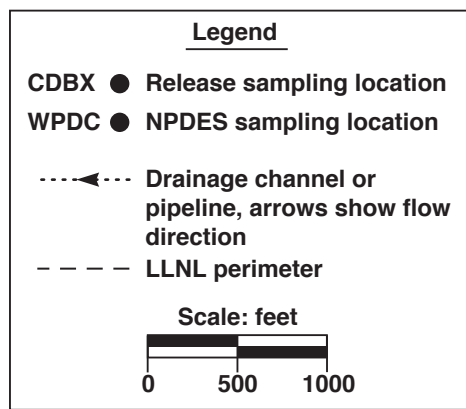 Legend
CDBX ● Release sampling location
WPDC ● NPDES sampling location
Drainage channel or
pipeline, arrows show flow
direction
LLNL perimeter
Scale: feet
0 500 1000